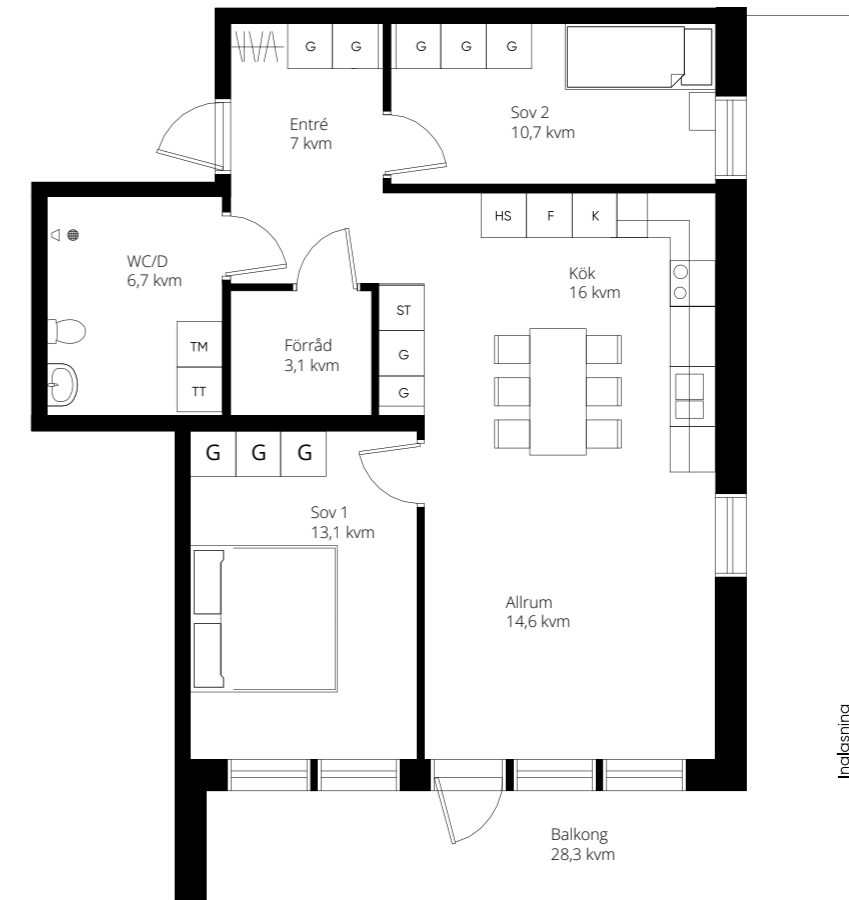 G G G G G
Entré
7 kvm
Sov 2
10,7 kvm
HS F K
WC/D
6,7 kvm
Kök
16 kvm
ST
TM
Förråd
3,1 kvm
G
TT
G
G G G
Sov 1
13,1 kvm
Allrum
14,6 kvm
Inglasning
Balkong
28,3 kvm